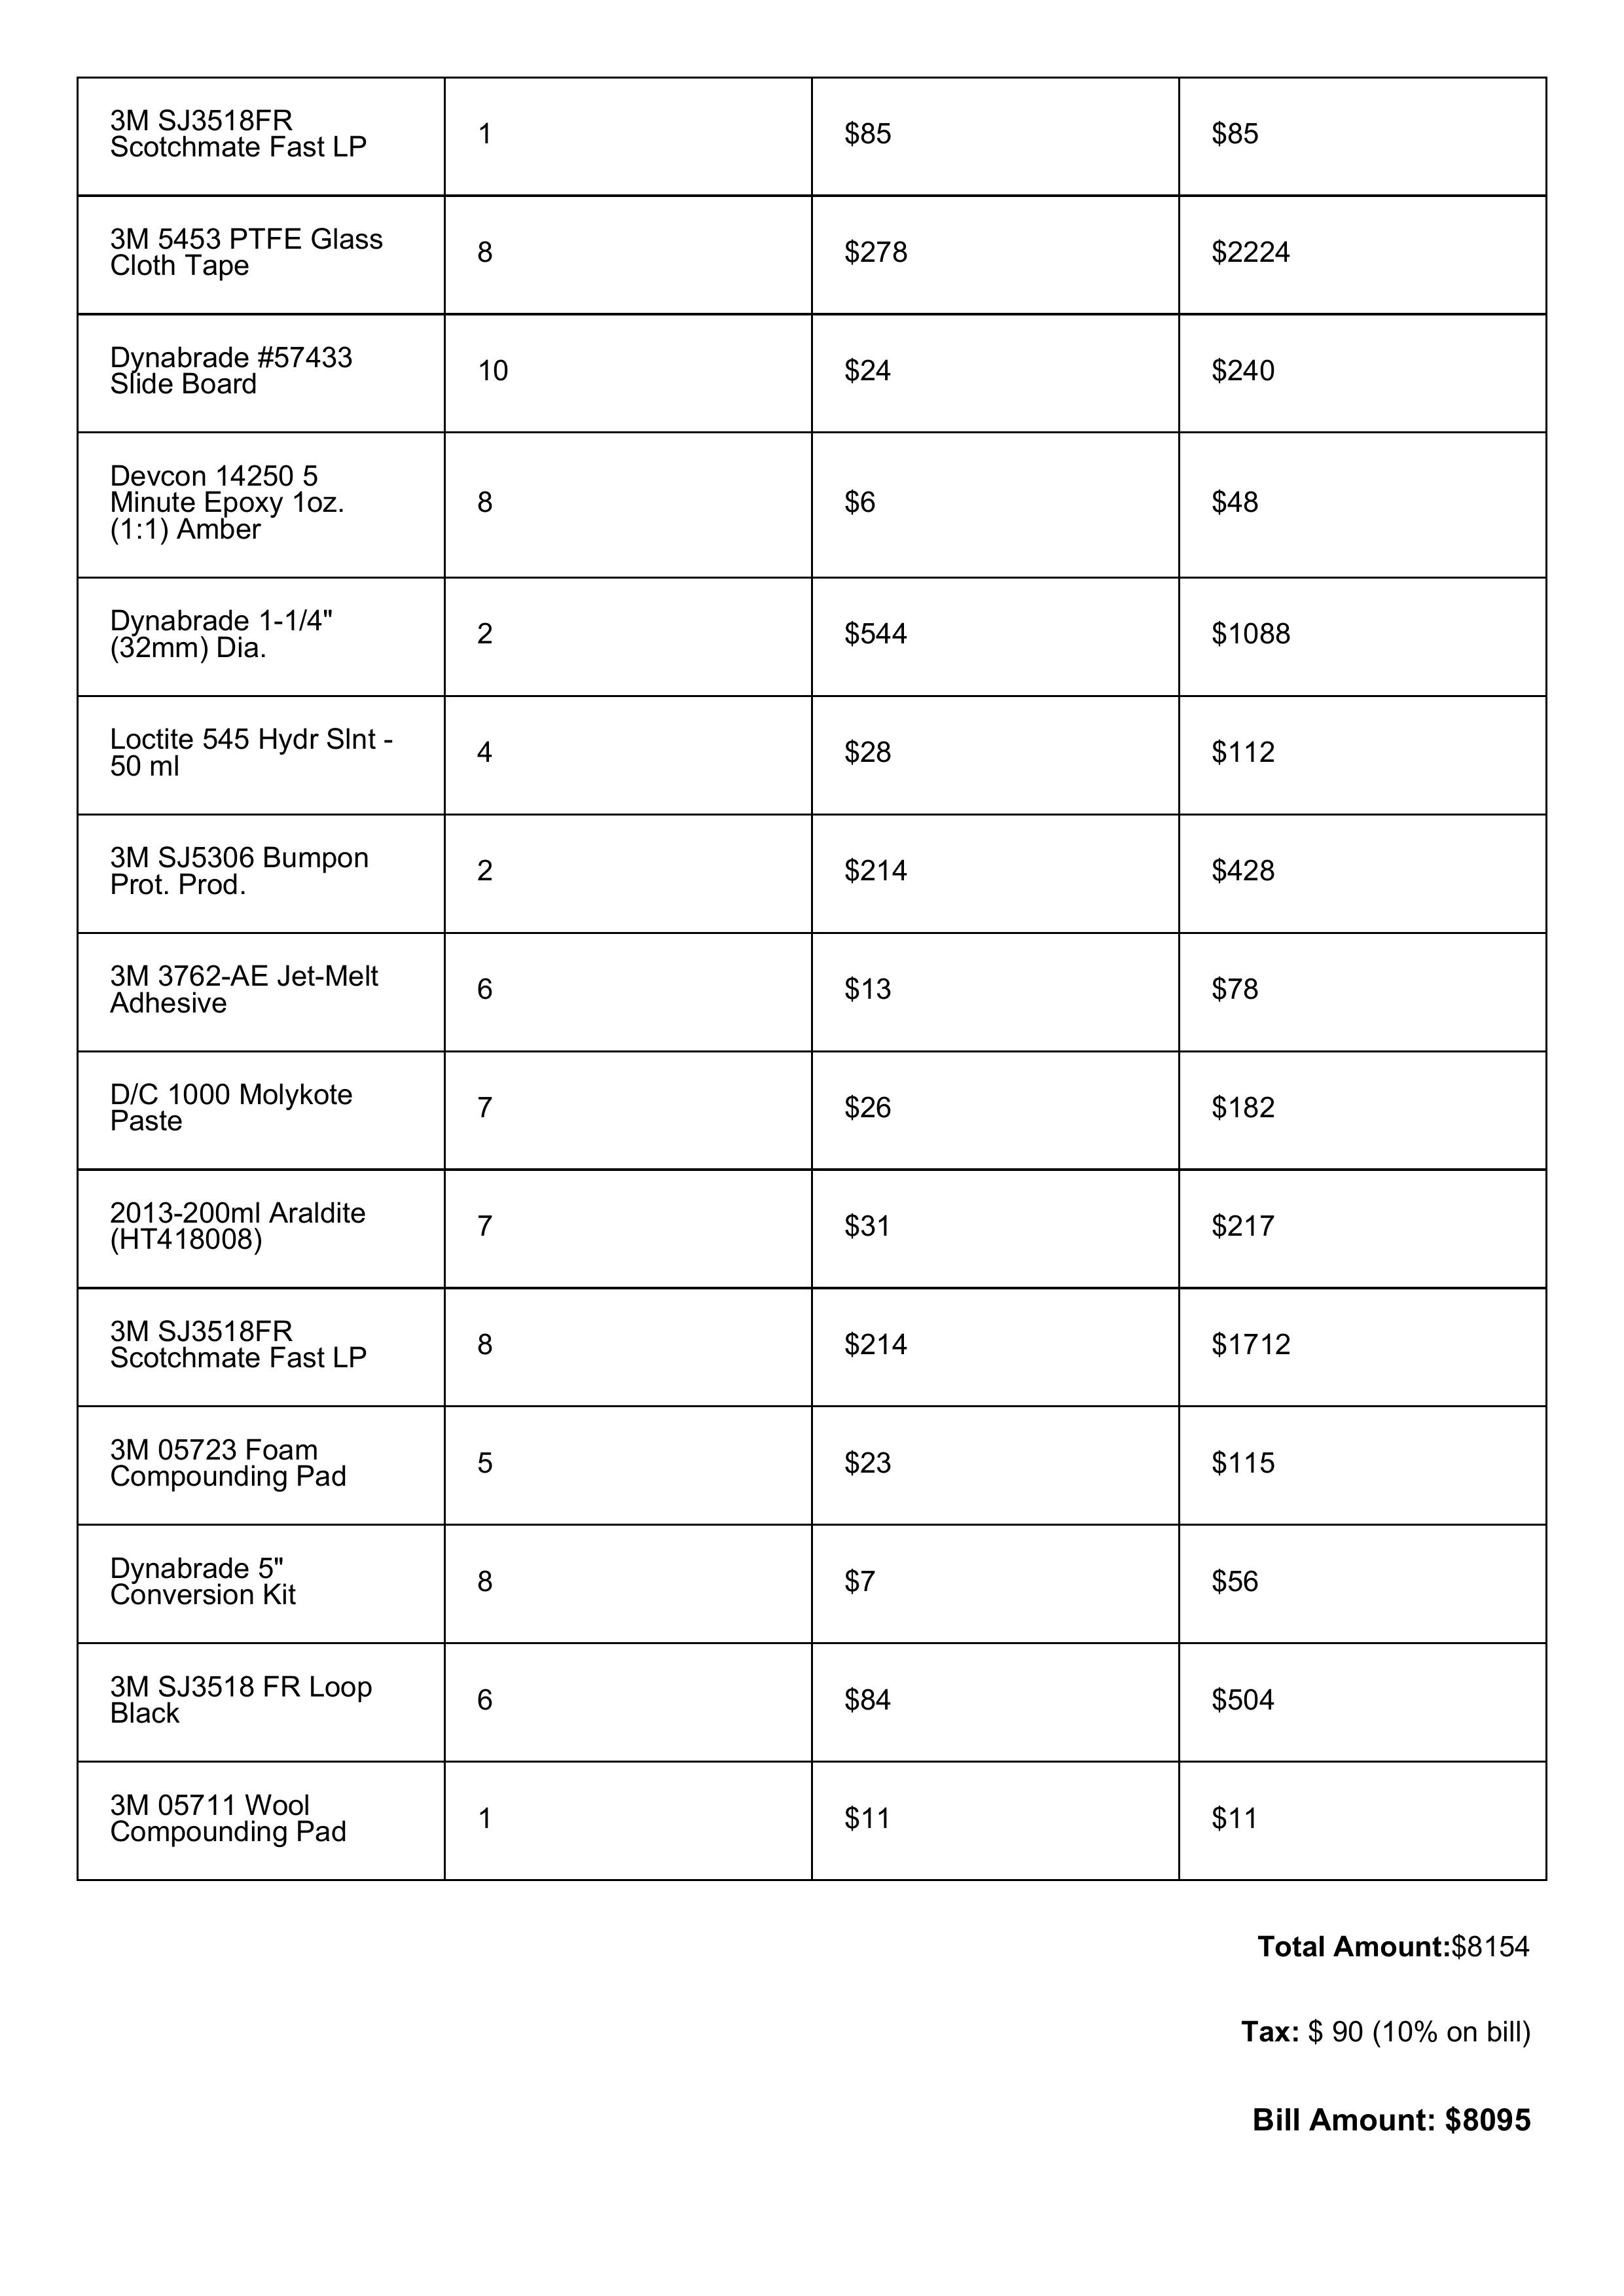 3M SJ3518FR
Scotchmate Fast LP
1
$85
$85
3M 5453 PTFE Glass
Cloth Tape
8
$278
$2224
Dynabrade #57433
Slide Board
10
$24
$240
Devcon 14250 5
Minute Epoxy 1oz.
(1:1) Amber
8
$6
$48
Dynabrade 1-1/4"
(32mm) Dia.
2
$544
$1088
Loctite 545 Hydr Slnt -
50 ml
4
$28
$112
3M SJ5306 Bumpon
Prot. Prod.
2
$214
$428
3M 3762-AE Jet-Melt
Adhesive
6
$13
$78
D/C 1000 Molykote
Paste
7
$26
$182
2013-200ml Araldite
(HT418008)
7
$31
$217
3M SJ3518FR
Scotchmate Fast LP
8
$214
$1712
3M 05723 Foam
Compounding Pad
5
$23
$115
Dynabrade 5"
Conversion Kit
8
$7
$56
3M SJ3518 FR Loop
Black
6
$84
$504
3M 05711 Wool
Compounding Pad
1
$11
$11
Total Amount:$8154
Tax: $ 90 (10% on bill)
Bill Amount: $8095